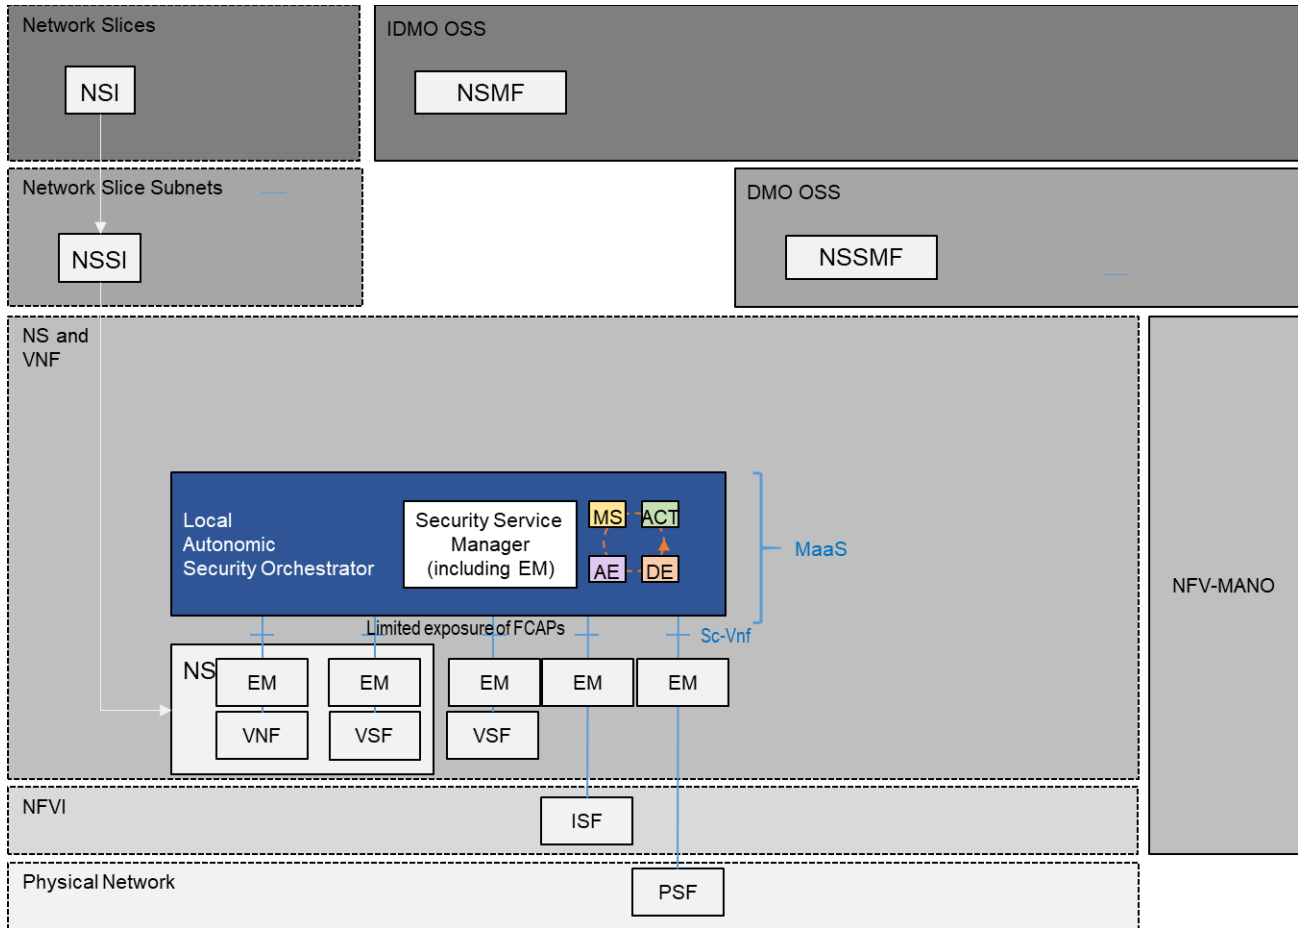 Network Slices
NSI
IDMO OSS
NSMF
Network Slice Subnets
NSSI
DMO OSS
NSSMF
NS and
VNF
Local
Autonomic
Security Orchestrator
Security Service
Manager
(including EM)
MS
ACT
AE
DE
MaaS
NFV-MANO
Limited exposure of FCAPs
Sc-Vnf
NS
EM
EM
EM
EM
EM
VNF
VSF
VSF
NFVI
ISF
Physical Network
PSF